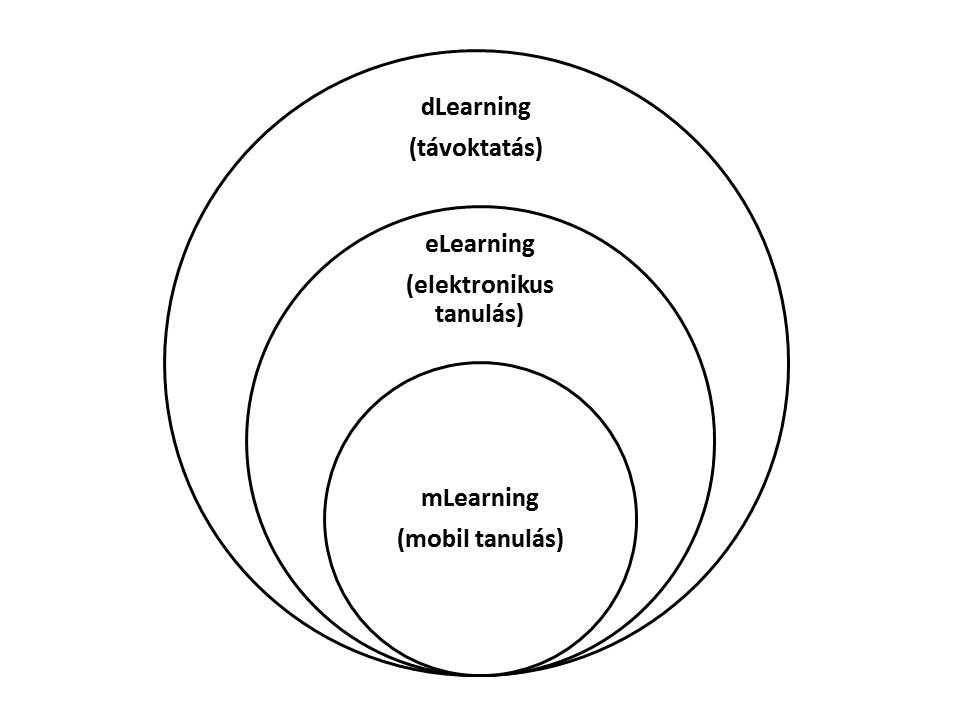 dLearning
(távoktatás)
eLearning
(elektronikus
tanulás)
mLearning
(mobil tanulás)